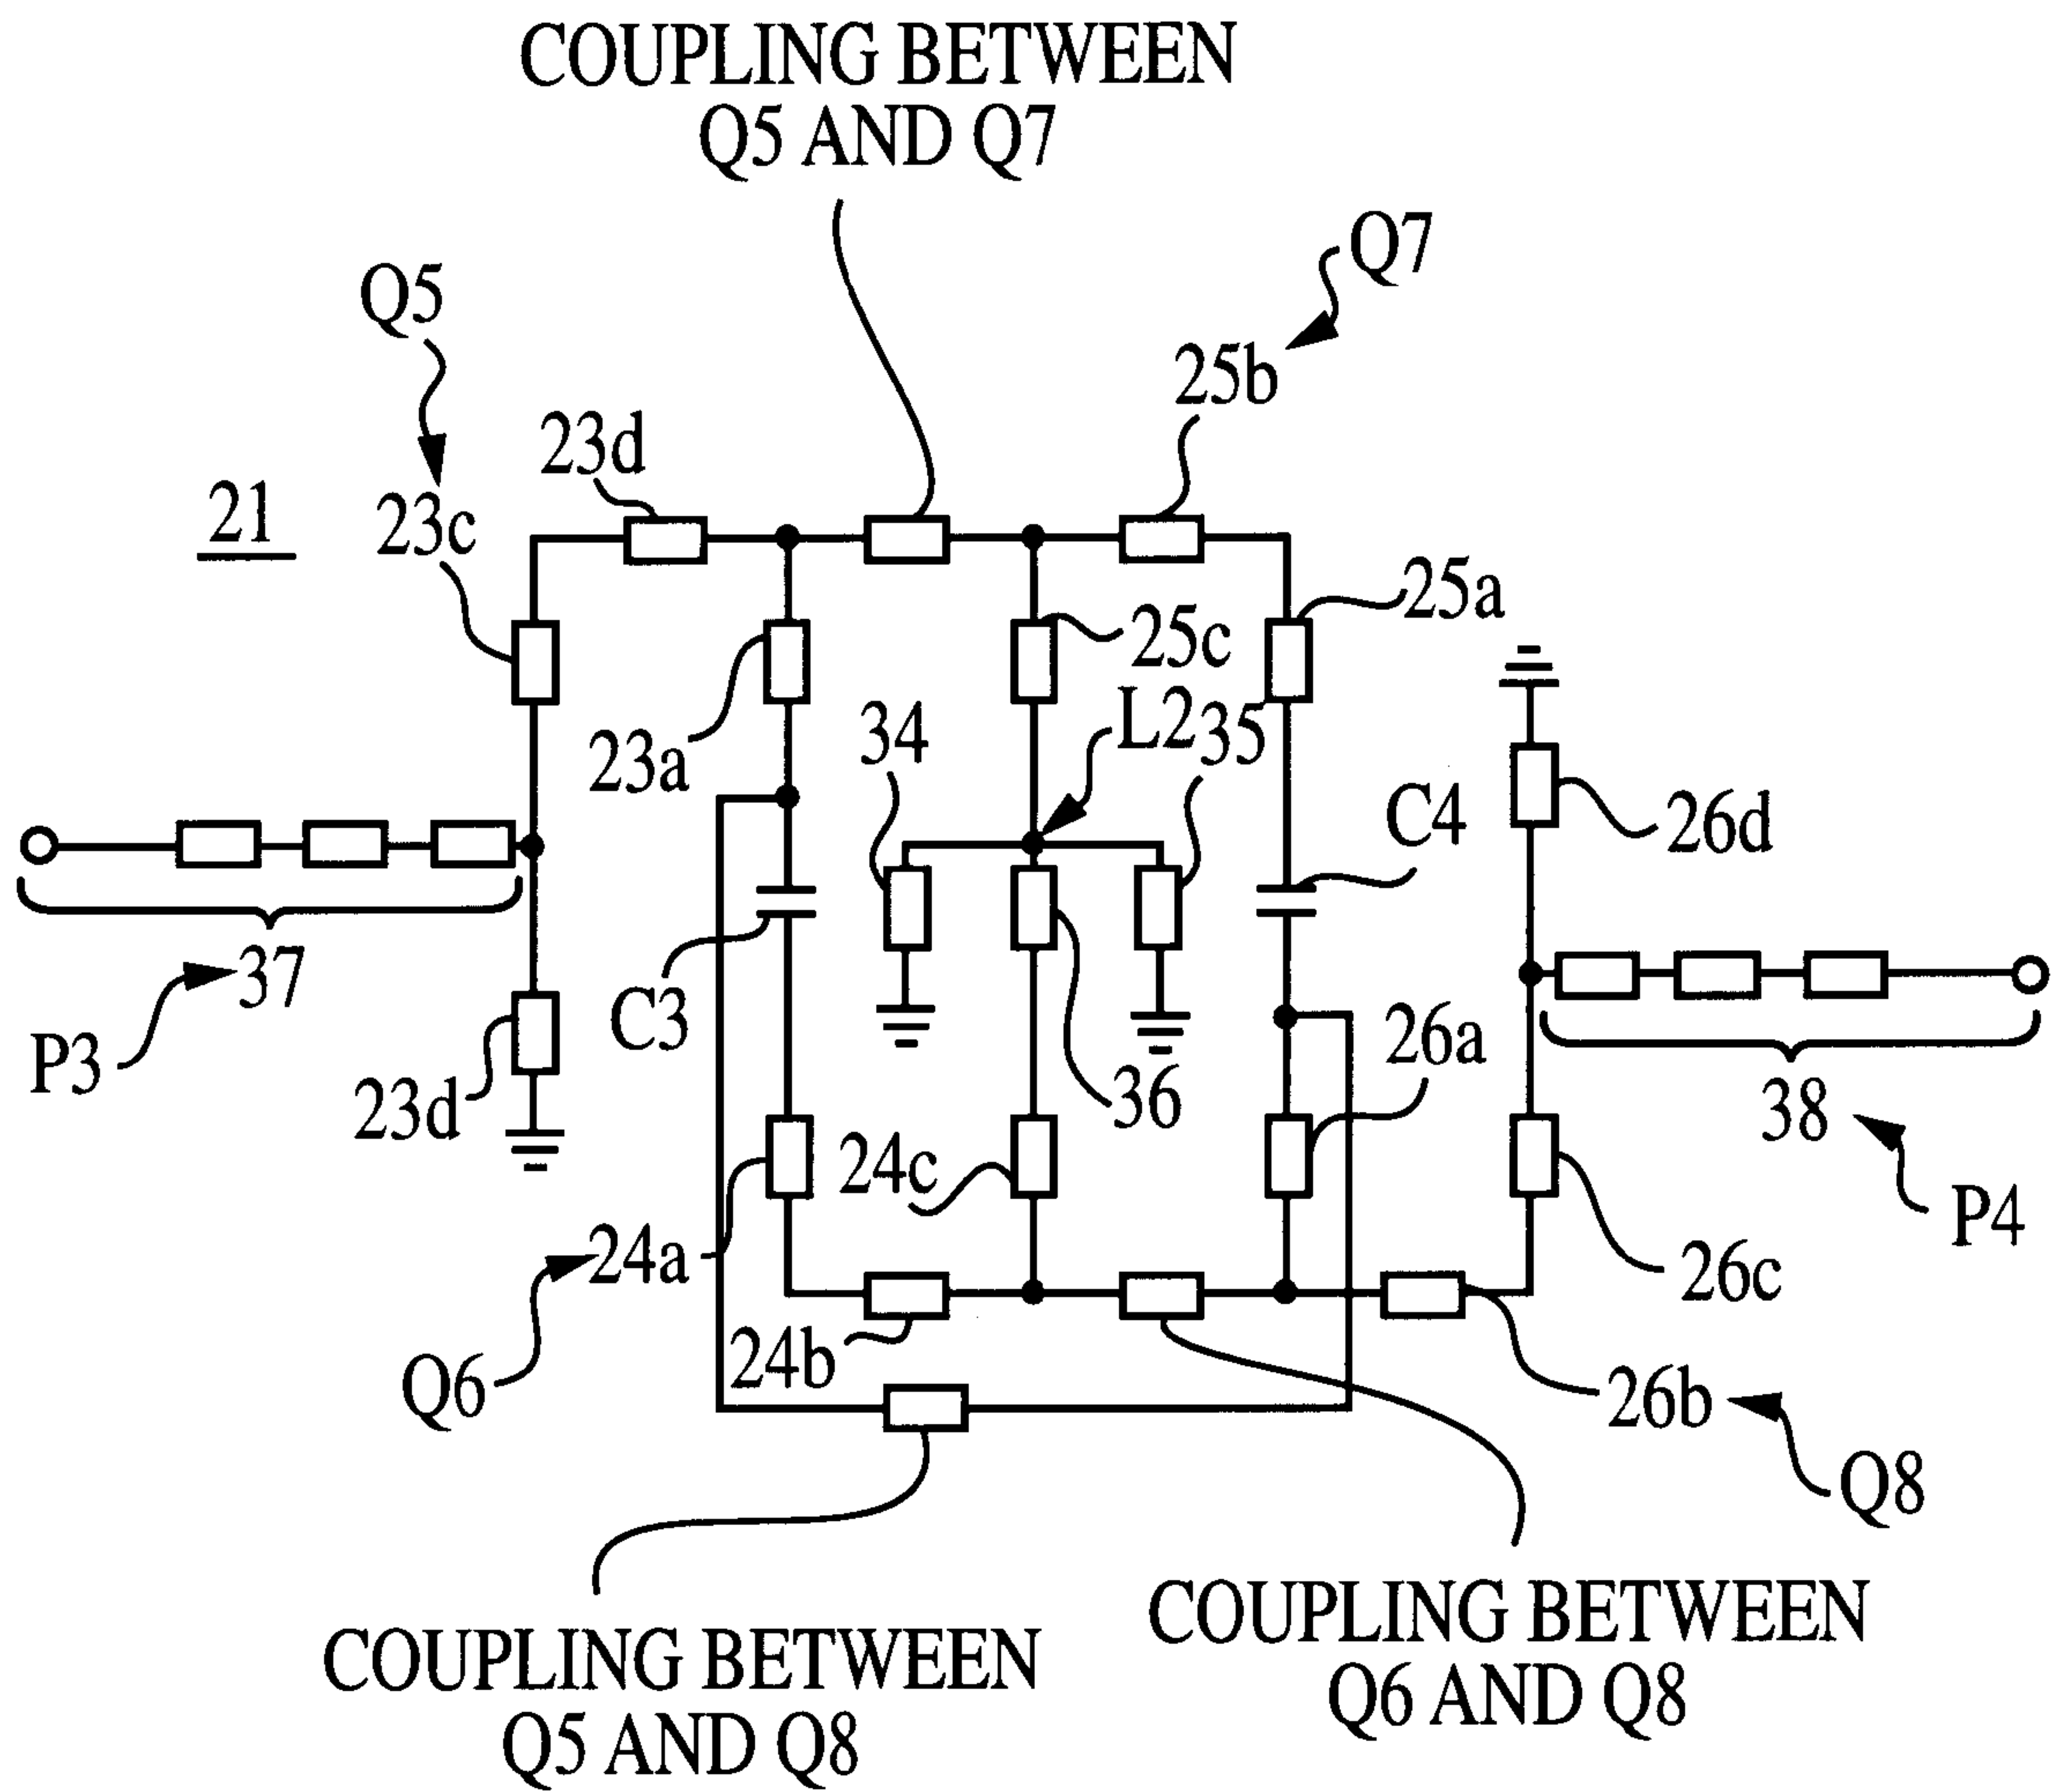 COUPLING BETWEEN
Q5 AND Q7
Q7
Q5
25b
23d
21
23c
25a
25c
L2
35
34
23a
C4
26d
37
C3
P3
26a
36
38
23d
24c
P4
24a
26c
24b
Q6
26b
Q8
COUPLING BETWEEN
Q6 AND Q8
COUPLING BETWEEN
Q5 AND Q8